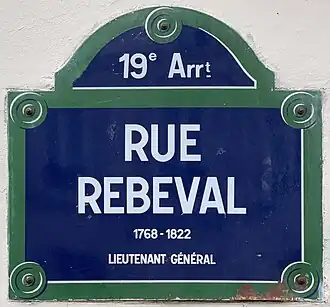 19e Arrt
RUE
REBEVAL
1768-1822
LIEUTENANT GÉNÉRAL